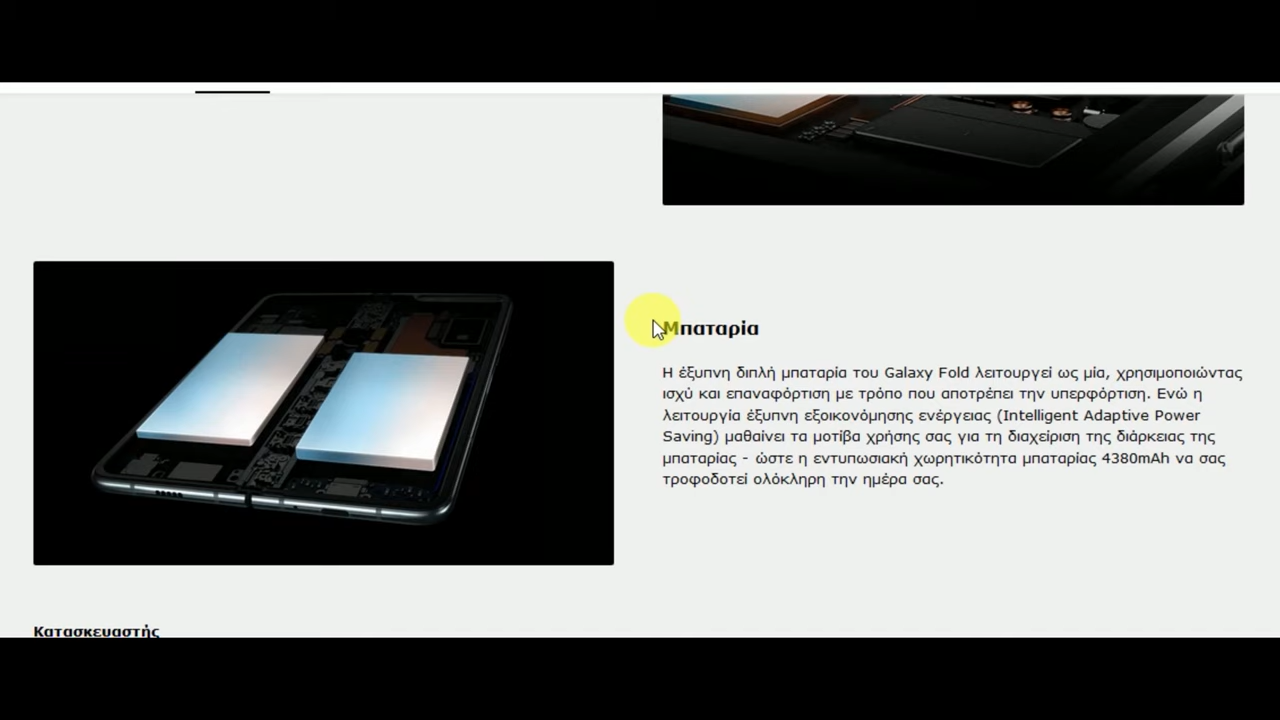 Μπαταρία
Η έξυπνη διπλή μπαταρία του Galaxy Fold λειτουργεί ως μία, χρησιμοποιώντας
ισχύ και επαναφόρτιση με τρόπο που αποτρέπει την υπερφόρτιση. Ενώ η
λειτουργία έξυπνη εξοικονόμησης ενέργειας (Intelligent Adaptive Power
Saving) μαθαίνει τα μοτίβα χρήσης σας για τη διαχείριση της διάρκειας της
μπαταρίας - ώστε η εντυπωσιακή χωρητικότητα μπαταρίας 4380mAh να σας
τροφοδοτεί ολόκληρη την ημέρα σας.
Κατασκευαστής